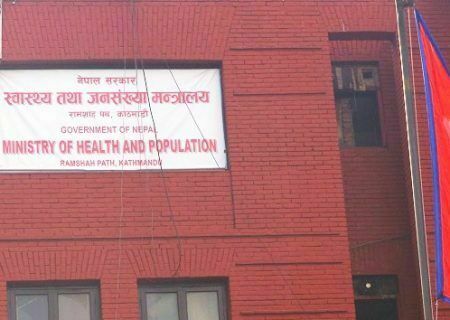 नेपाल सरकार
स्वास्थ्य तथा जनसंख्या मन्त्रालय
रामशाह पथ, काठमाडौं
GOVERNMENT OF NEPAL
MINISTRY OF HEALTH AND POPULATION
RAMSHAH PATH, KATHMANDU